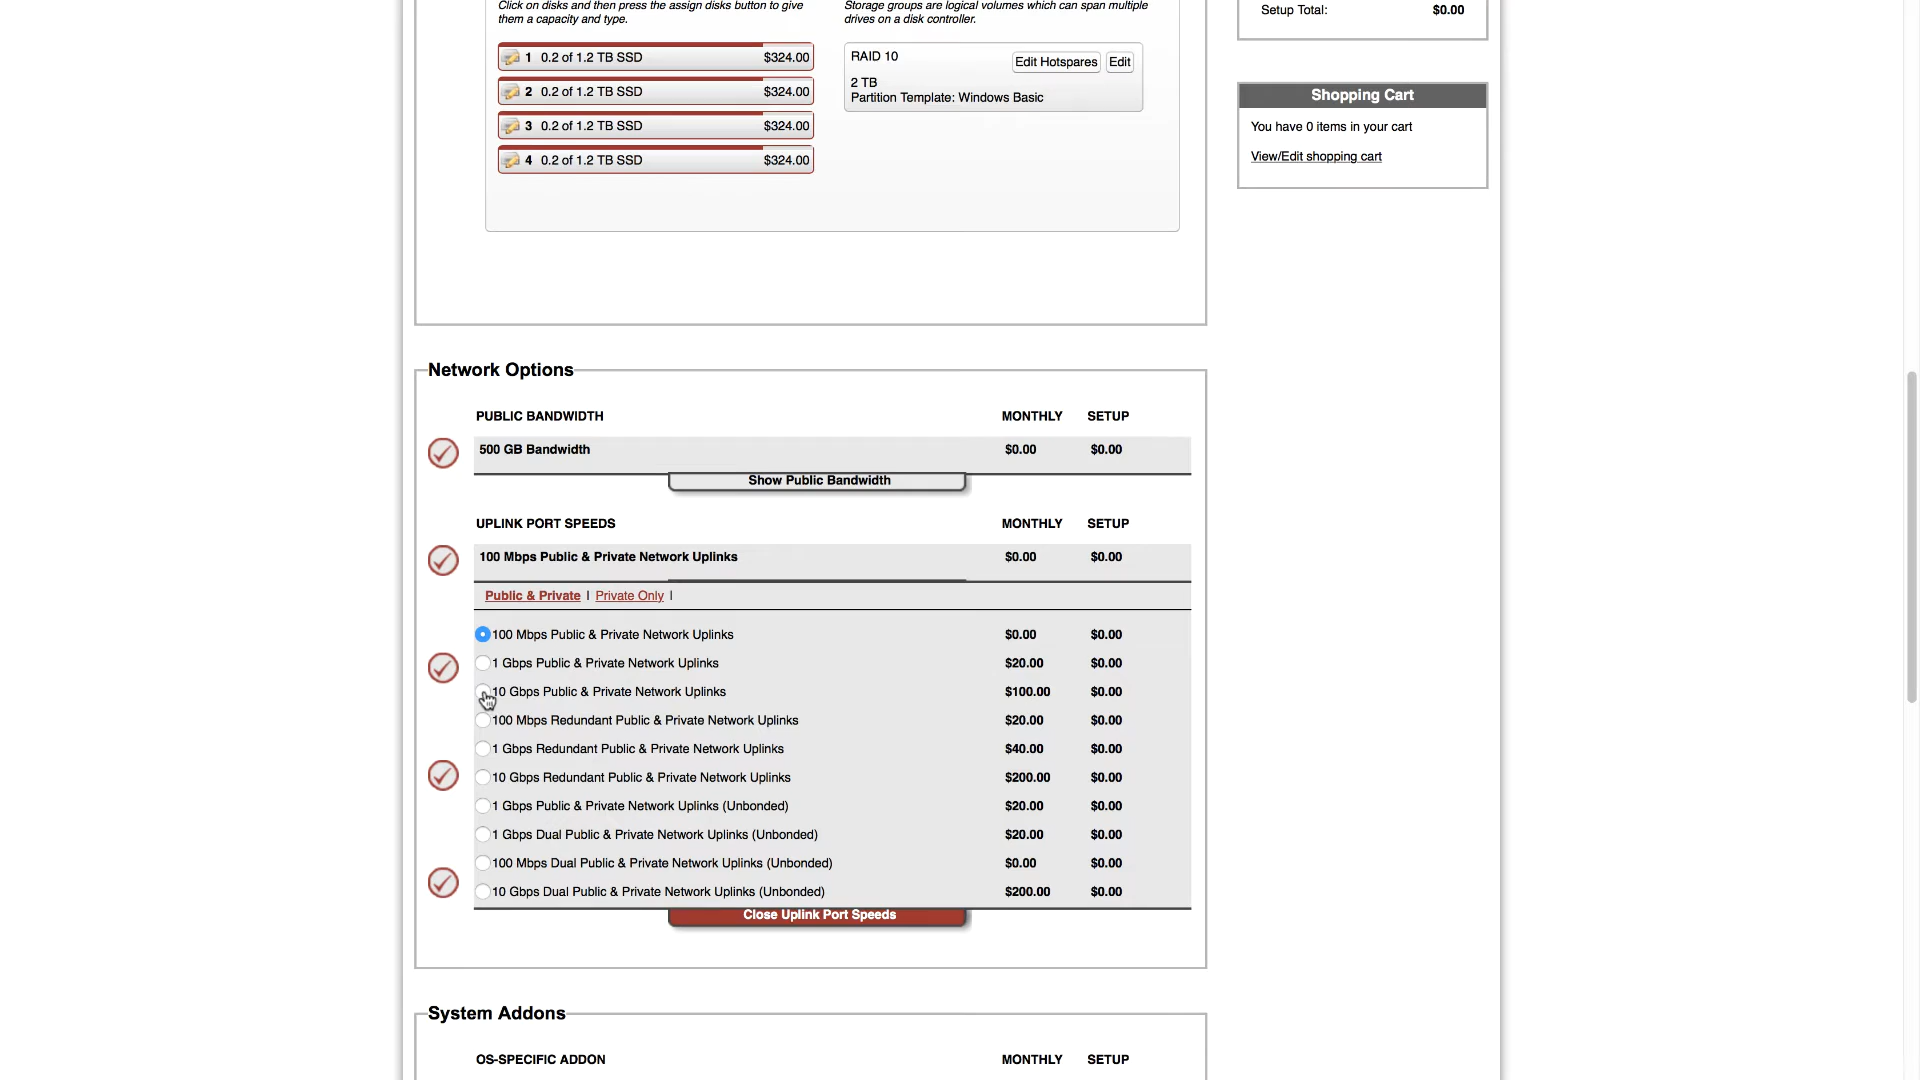 Click on disks and then press the assign disks button to give
them a capacity and type.
1 0.2 of 1.2 TB SSD $324.00
2 0.2 of 1.2 TB SSD $324.00
3 0.2 of 1.2 TB SSD $324.00
4 0.2 of 1.2 TB SSD $324.00
Storage groups are logical volumes which can span multiple
drives on a disk controller.
RAID 10 Edit Hotspares Edit
2 TB
Partition Template: Windows Basic
Setup Total: $0.00
Shopping Cart
You have 0 items in your cart
View/Edit shopping cart
Network Options
PUBLIC BANDWIDTH MONTHLY SETUP
500 GB Bandwidth $0.00 $0.00
Show Public Bandwidth
UPLINK PORT SPEEDS MONTHLY SETUP
100 Mbps Public & Private Network Uplinks $0.00 $0.00
Public & Private | Private Only |
100 Mbps Public & Private Network Uplinks $0.00 $0.00
1 Gbps Public & Private Network Uplinks $20.00 $0.00
10 Gbps Public & Private Network Uplinks $100.00 $0.00
100 Mbps Redundant Public & Private Network Uplinks $20.00 $0.00
1 Gbps Redundant Public & Private Network Uplinks $40.00 $0.00
10 Gbps Redundant Public & Private Network Uplinks $200.00 $0.00
1 Gbps Public & Private Network Uplinks (Unbonded) $20.00 $0.00
1 Gbps Dual Public & Private Network Uplinks (Unbonded) $20.00 $0.00
100 Mbps Dual Public & Private Network Uplinks (Unbonded) $0.00 $0.00
10 Gbps Dual Public & Private Network Uplinks (Unbonded) $200.00 $0.00
Close Uplink Port Speeds
System Addons
OS-SPECIFIC ADDON MONTHLY SETUP